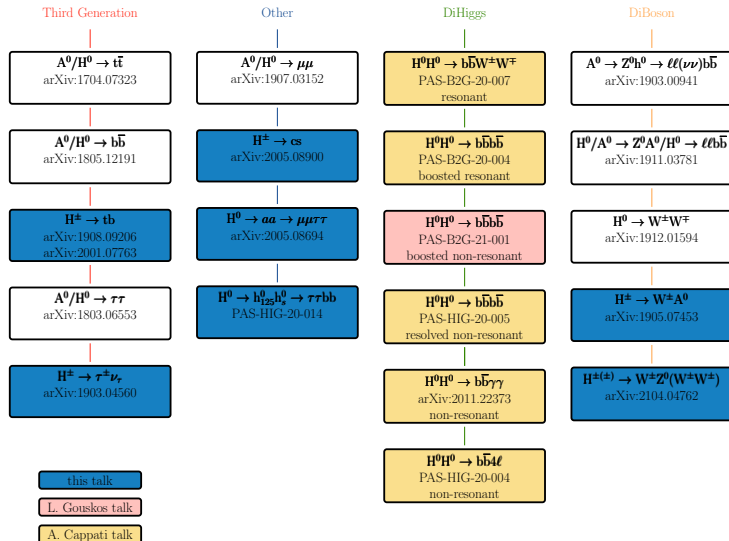 Third Generation
A⁰/H⁰ → tt̅
arXiv:1704.07323
A⁰/H⁰ → bb̅
arXiv:1805.12191
H± → tb
arXiv:1908.09206
arXiv:2001.07763
A⁰/H⁰ → ττ
arXiv:1803.06553
H± → τ±ντ
arXiv:1903.04560
Other
A⁰/H⁰ → μμ
arXiv:1907.03152
H± → cs
arXiv:2005.08900
H⁰ → aa → μμττ
arXiv:2005.08694
H⁰ → h⁰₁₂₅h⁰ₛ → ττbb
PAS-HIG-20-014
DiHiggs
H⁰H⁰ → bb̅W±W∓
PAS-B2G-20-007
resonant
H⁰H⁰ → bb̅bb̅
PAS-B2G-20-004
boosted resonant
H⁰H⁰ → bb̅bb̅
PAS-B2G-21-001
boosted non-resonant
H⁰H⁰ → bb̅bb̅
PAS-HIG-20-005
resolved non-resonant
H⁰H⁰ → bb̅γγ
arXiv:2011.22373
non-resonant
H⁰H⁰ → bb̅4ℓ
PAS-HIG-20-004
non-resonant
DiBoson
A⁰ → Z⁰h⁰ → ℓℓ(νν)bb̅
arXiv:1903.00941
H⁰/A⁰ → Z⁰A⁰/H⁰ → ℓℓbb̅
arXiv:1911.03781
H⁰ → W±W∓
arXiv:1912.01594
H± → W±A⁰
arXiv:1905.07453
H±(±) → W±Z⁰(W±W±)
arXiv:2104.04762
this talk
L. Gouskos talk
A. Cappati talk